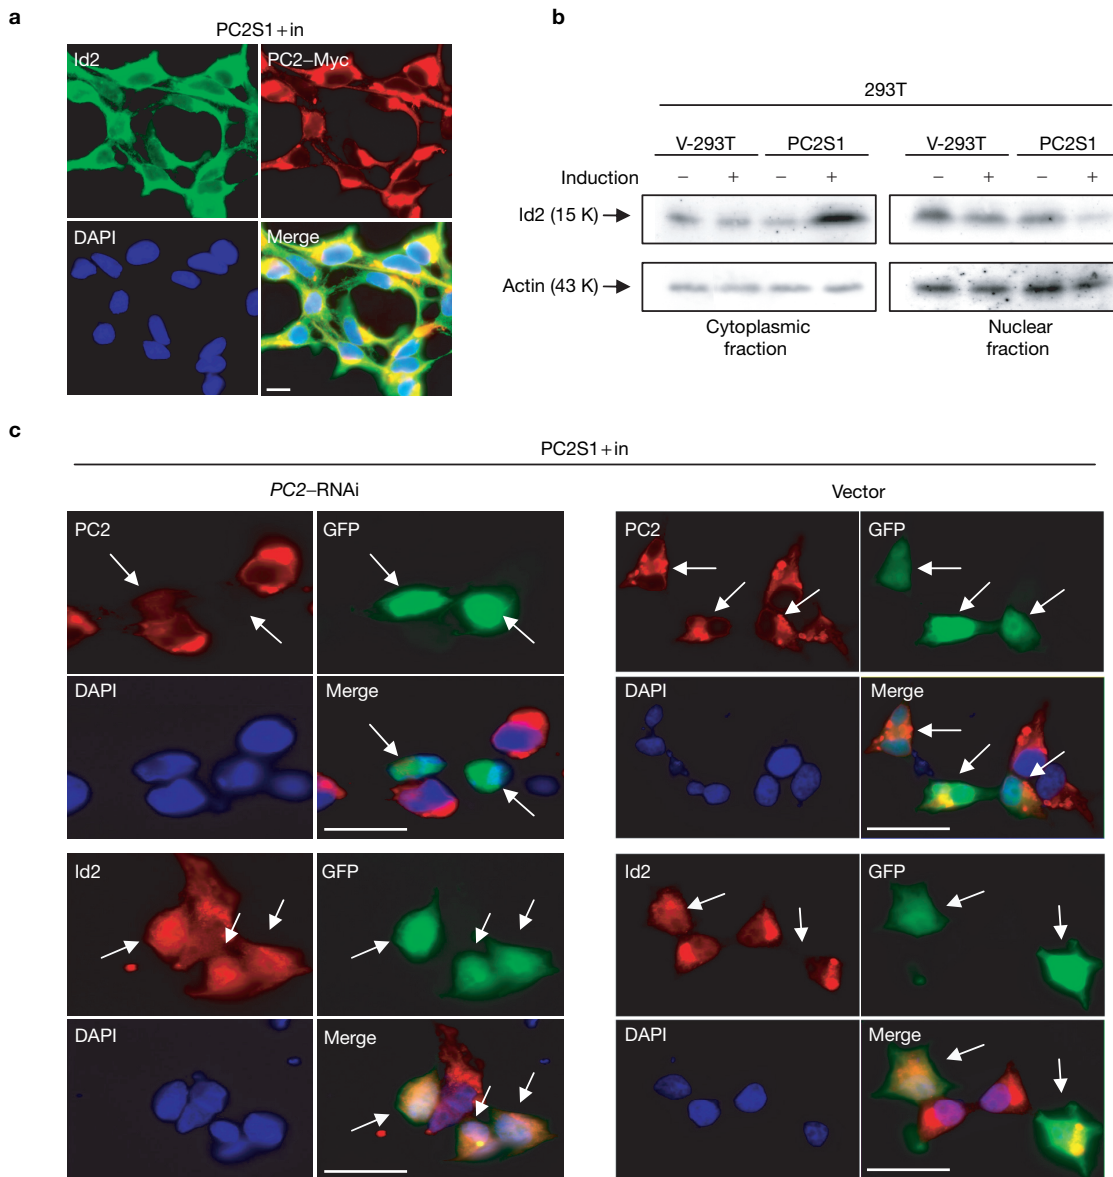 a
PC2S1+in
Id2
PC2–Myc
DAPI
Merge
b
293T
V-293T
PC2S1
V-293T
PC2S1
Induction
–
+
–
+
–
+
–
+
Id2 (15 K)
Actin (43 K)
Cytoplasmic
fraction
Nuclear
fraction
c
PC2S1+in
PC2–RNAi
Vector
PC2
GFP
PC2
GFP
DAPI
Merge
DAPI
Merge
Id2
GFP
Id2
GFP
DAPI
Merge
DAPI
Merge